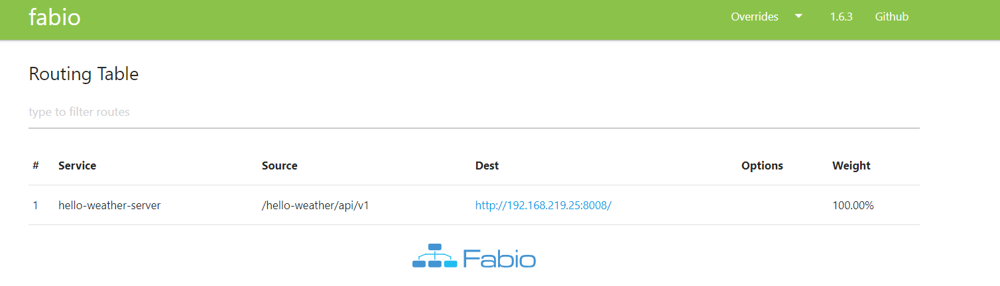 fabio Overrides 1.6.3 Github
Routing Table
type to filter routes
# Service Source Dest Options Weight
1 hello-weather-server /hello-weather/api/v1 http://192.168.219.25:8008/ 100.00%
Fabio